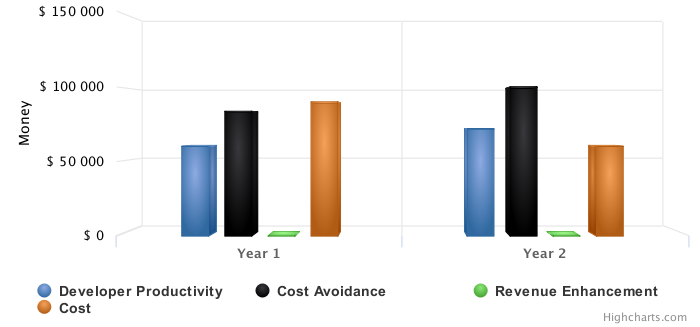 $ 150 000
$ 100 000
Money
$ 50 000
$ 0
Year 1
Year 2
Developer Productivity
Cost Avoidance
Revenue Enhancement
Cost
Highcharts.com